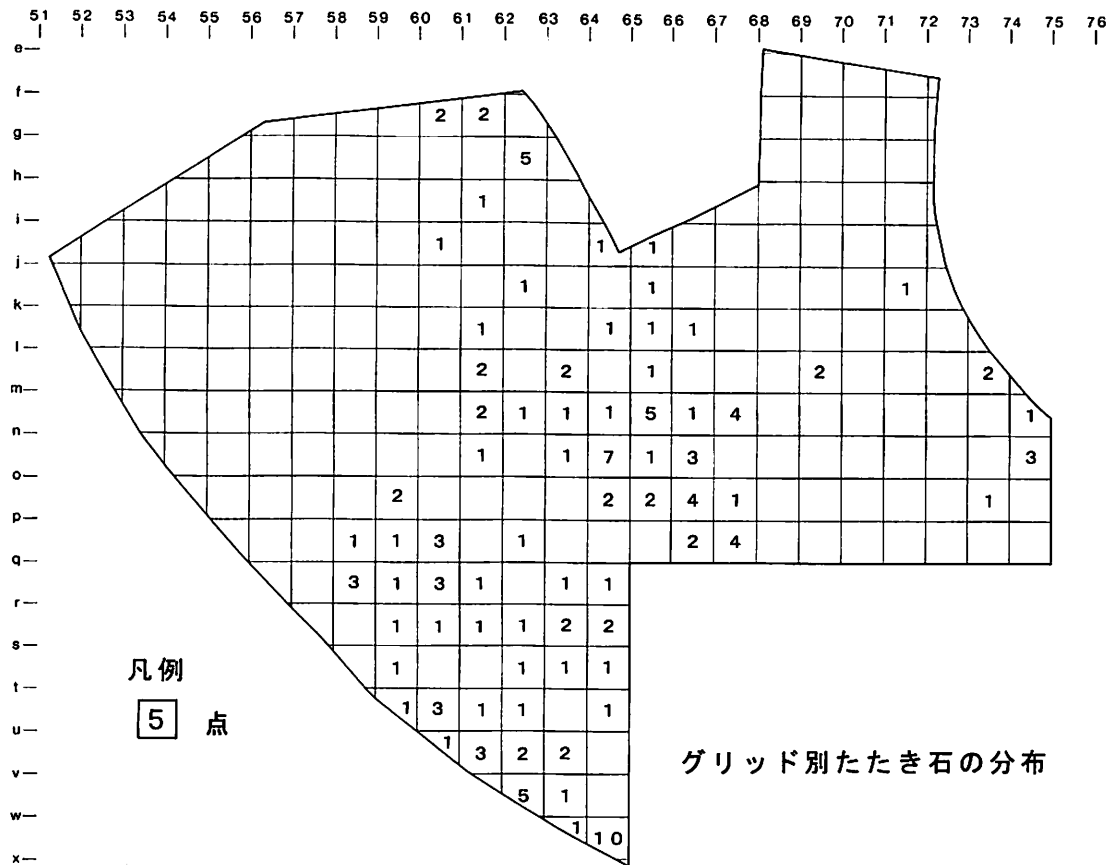 51 52 53 54 55 56 57 58 59 60 61 62 63 64 65 66 67 68 69 70 71 72 73 74 75 76
e
f
2 2
g
5
h
1
i
1 1 1
j
1 1 1
k
1 1 1 1
l
2 2 1 2 2
m
2 1 1 1 5 1 4 1
n
1 1 7 1 3 3
o
2 2 2 4 1 1
p
1 1 3 1 2 4
q
3 1 3 1 1 1
r
1 1 1 1 2 2
s
1 1 1 1
t
1 3 1 1 1
u
1 3 2 2
v
5 1
w
1 10
x
凡例
5 点
グリッド別たたき石の分布